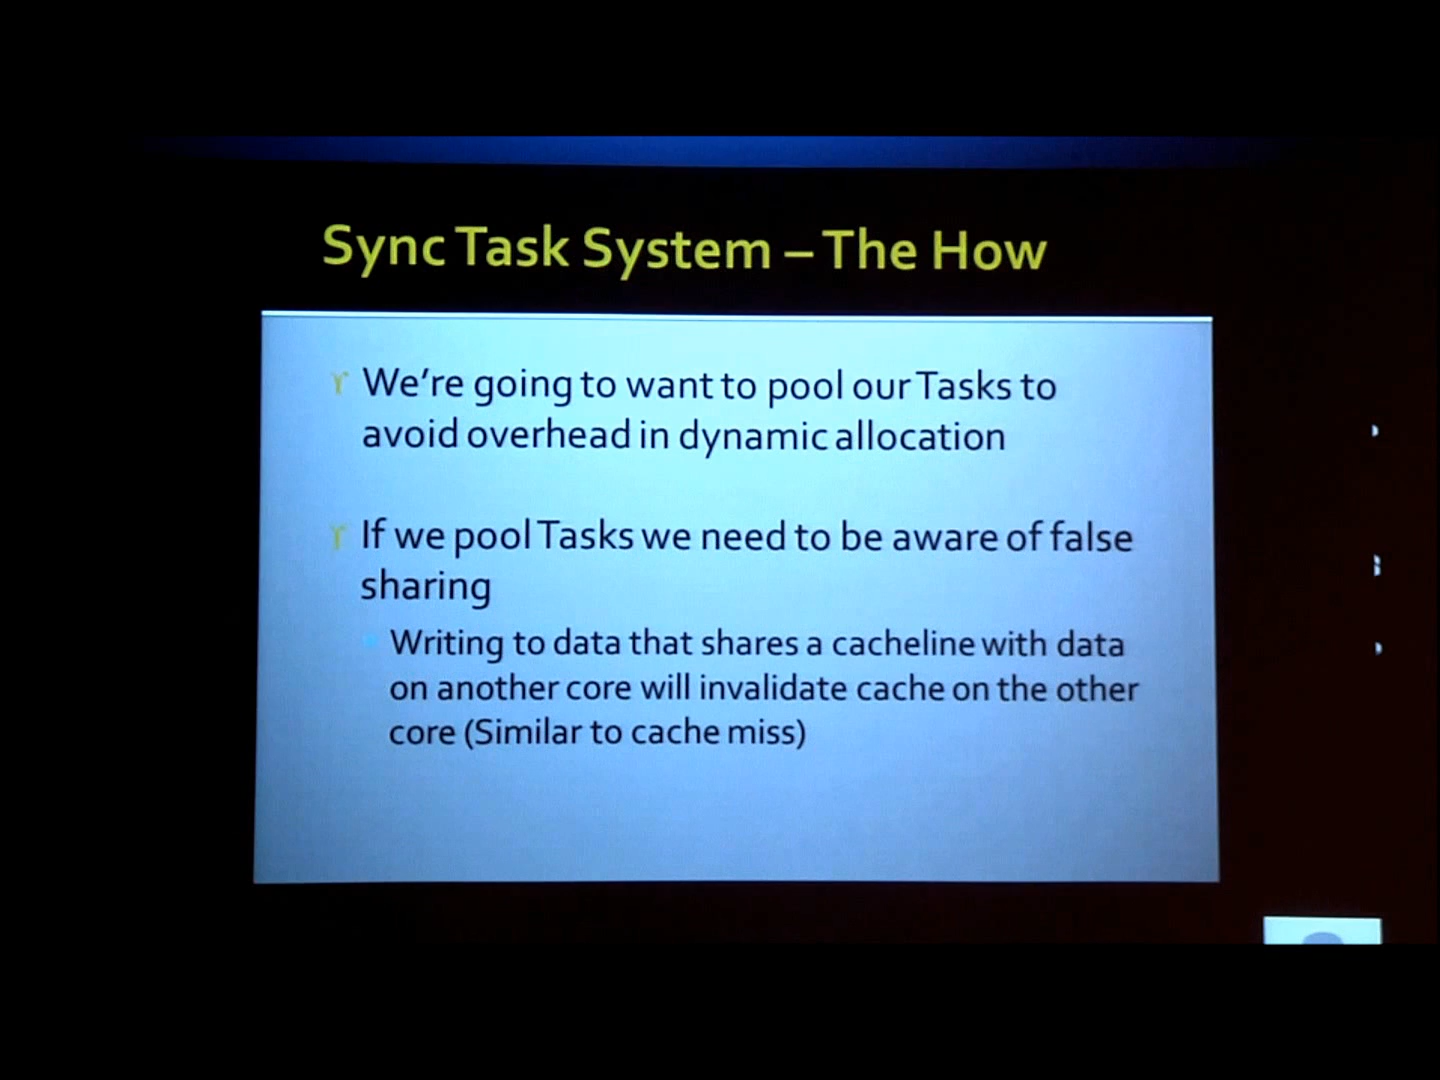 Sync Task System – The How
We're going to want to pool our Tasks to
avoid overhead in dynamic allocation
If we pool Tasks we need to be aware of false
sharing
Writing to data that shares a cacheline with data
on another core will invalidate cache on the other
core (Similar to cache miss)